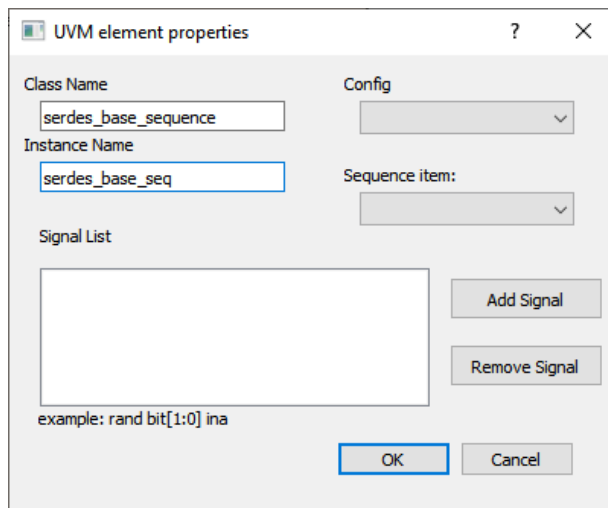 UVM element properties
?
Class Name
Config
serdes_base_sequence
Instance Name
serdes_base_seq
Sequence item:
Signal List
Add Signal
Remove Signal
example: rand bit[1:0] ina
OK
Cancel